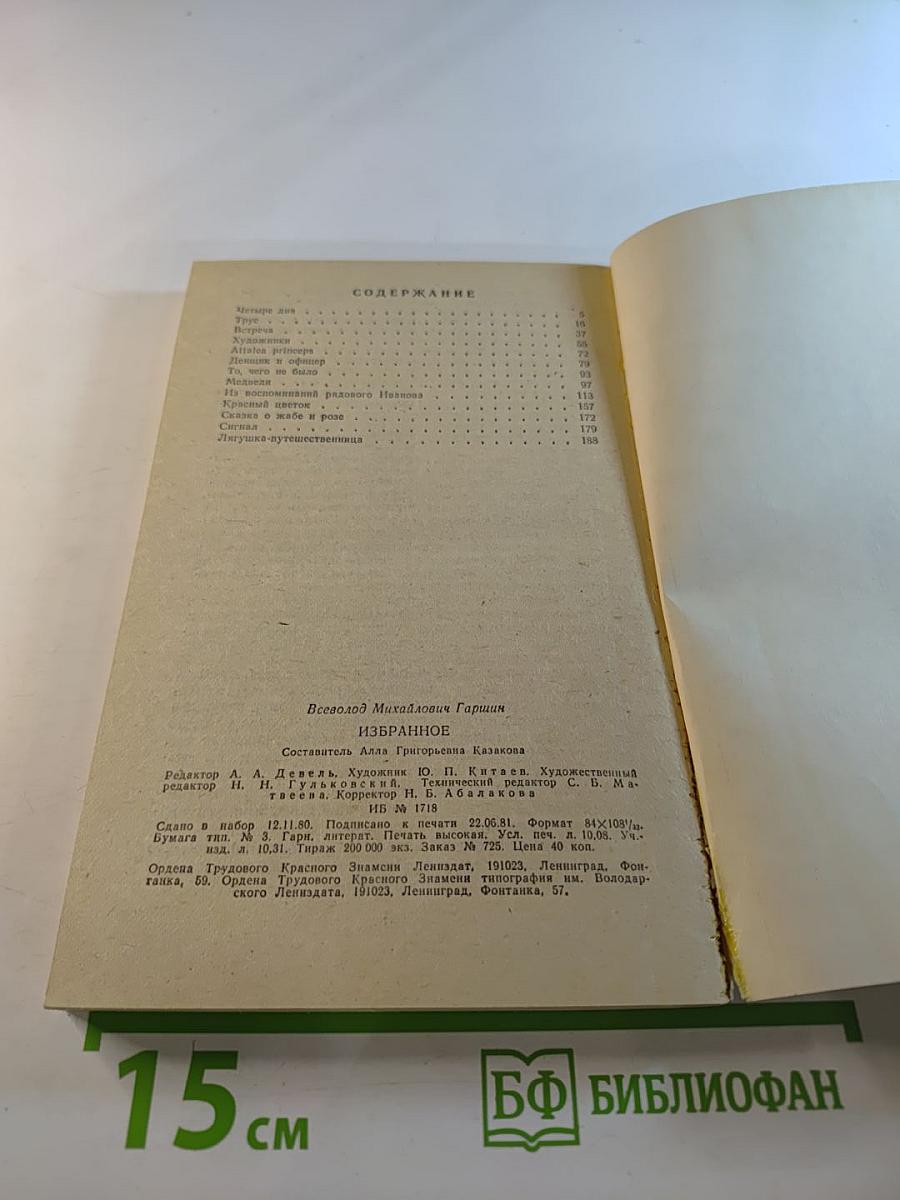 СОДЕРЖАНИЕ
Четыре дня . . . . . . . . . . . . . . . . . . . . . . 5
Трус . . . . . . . . . . . . . . . . . . . . . . . . 16
Встреча . . . . . . . . . . . . . . . . . . . . . . . 37
Художники . . . . . . . . . . . . . . . . . . . . . . 55
Attalea princeps . . . . . . . . . . . . . . . . . . . 72
Денщик и офицер . . . . . . . . . . . . . . . . . . . 79
То, чего не было . . . . . . . . . . . . . . . . . . . 93
Медведи . . . . . . . . . . . . . . . . . . . . . . . 97
Из воспоминаний рядового Иванова . . . . . . . . . . . 113
Красный цветок . . . . . . . . . . . . . . . . . . . . 157
Сказка о жабе и розе . . . . . . . . . . . . . . . . . 172
Сигнал . . . . . . . . . . . . . . . . . . . . . . . . 179
Лягушка-путешественница . . . . . . . . . . . . . . . 188
Всеволод Михайлович Гаршин
ИЗБРАННОЕ
Составитель Алла Григорьевна Казакова
Редактор А. А. Девель. Художник Ю. П. Китаев. Художественный
редактор Н. Н. Гульковский. Технический редактор С. Б. Ма-
твеева. Корректор Н. Б. Абалакова
ИБ № 1718
Сдано в набор 12.11.80. Подписано к печати 22.06.81. Формат 84×108¹/₃₂.
Бумага тип. № 3. Гарн. литерат. Печать высокая. Усл. печ. л. 10,08. Уч.-
изд. л. 10,31. Тираж 200 000 экз. Заказ № 725. Цена 40 коп.
Ордена Трудового Красного Знамени Лениздат, 191023, Ленинград, Фон-
танка, 59. Ордена Трудового Красного Знамени типография им. Володар-
ского Лениздата, 191023, Ленинград, Фонтанка, 57.
15 см
БФ БИБЛИОФАН